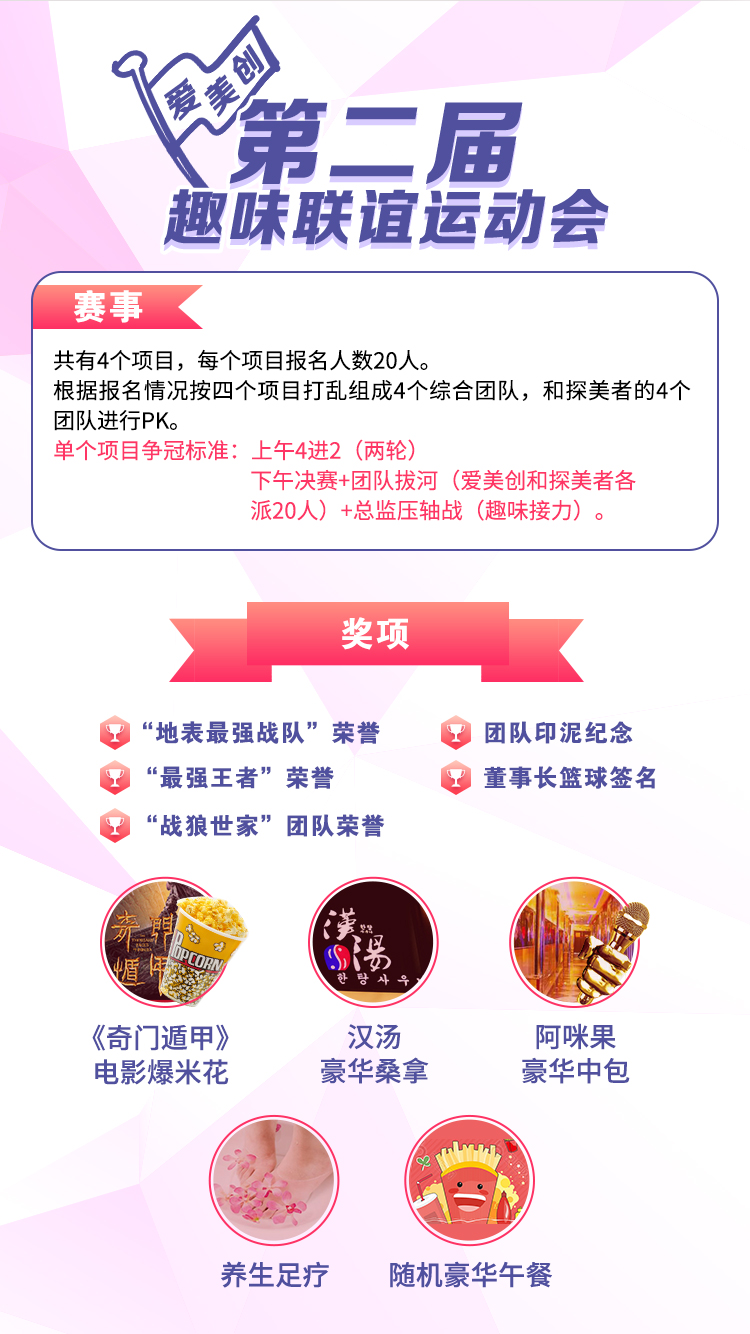 爱美创
第二届
趣味联谊运动会
赛事
共有4个项目，每个项目报名人数20人。
根据报名情况按四个项目打乱组成4个综合团队，和探美者的4个
团队进行PK。
单个项目争冠标准：上午4进2（两轮）
下午决赛+团队拔河（爱美创和探美者各
派20人）+总监压轴战（趣味接力）。
奖项
“地表最强战队”荣誉
团队印泥纪念
“最强王者”荣誉
董事长篮球签名
“战狼世家”团队荣誉
奇門遁甲
POPCORN
漢湯
한탕사우
《奇门遁甲》
电影爆米花
汉汤
豪华桑拿
阿咪果
豪华中包
养生足疗
随机豪华午餐